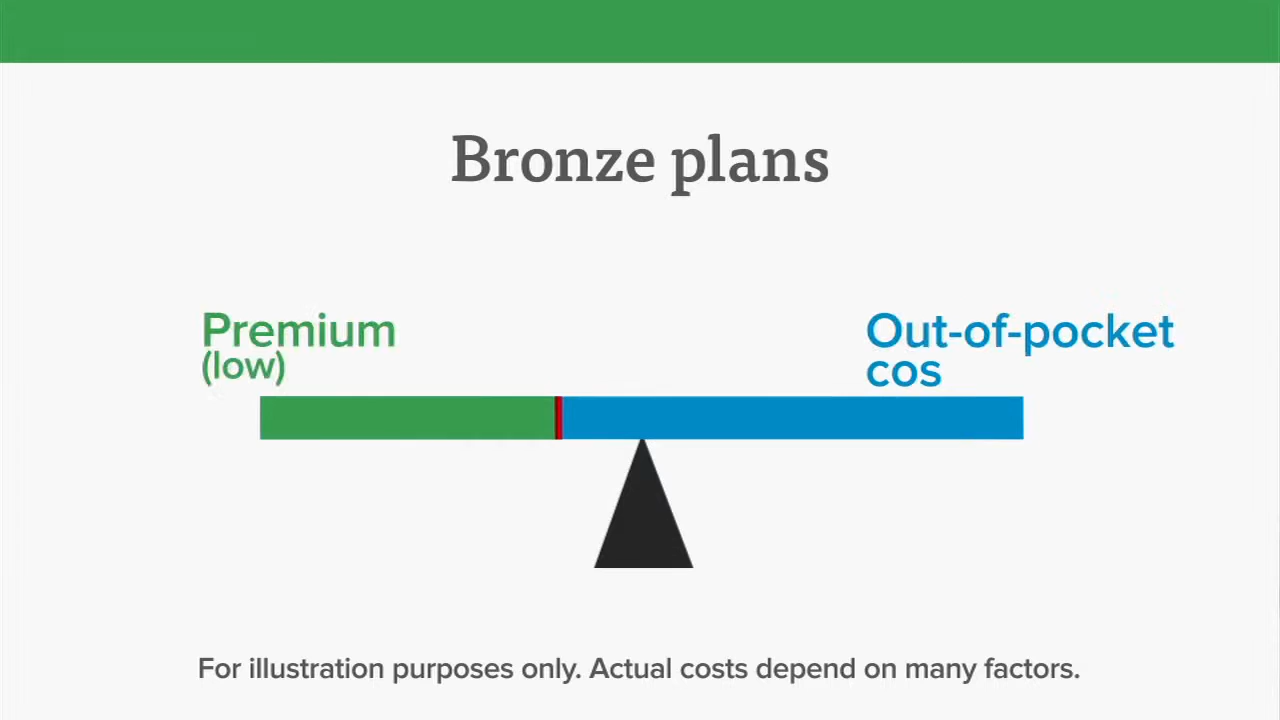 Bronze plans
Premium
(low)
Out-of-pocket
cos
For illustration purposes only. Actual costs depend on many factors.